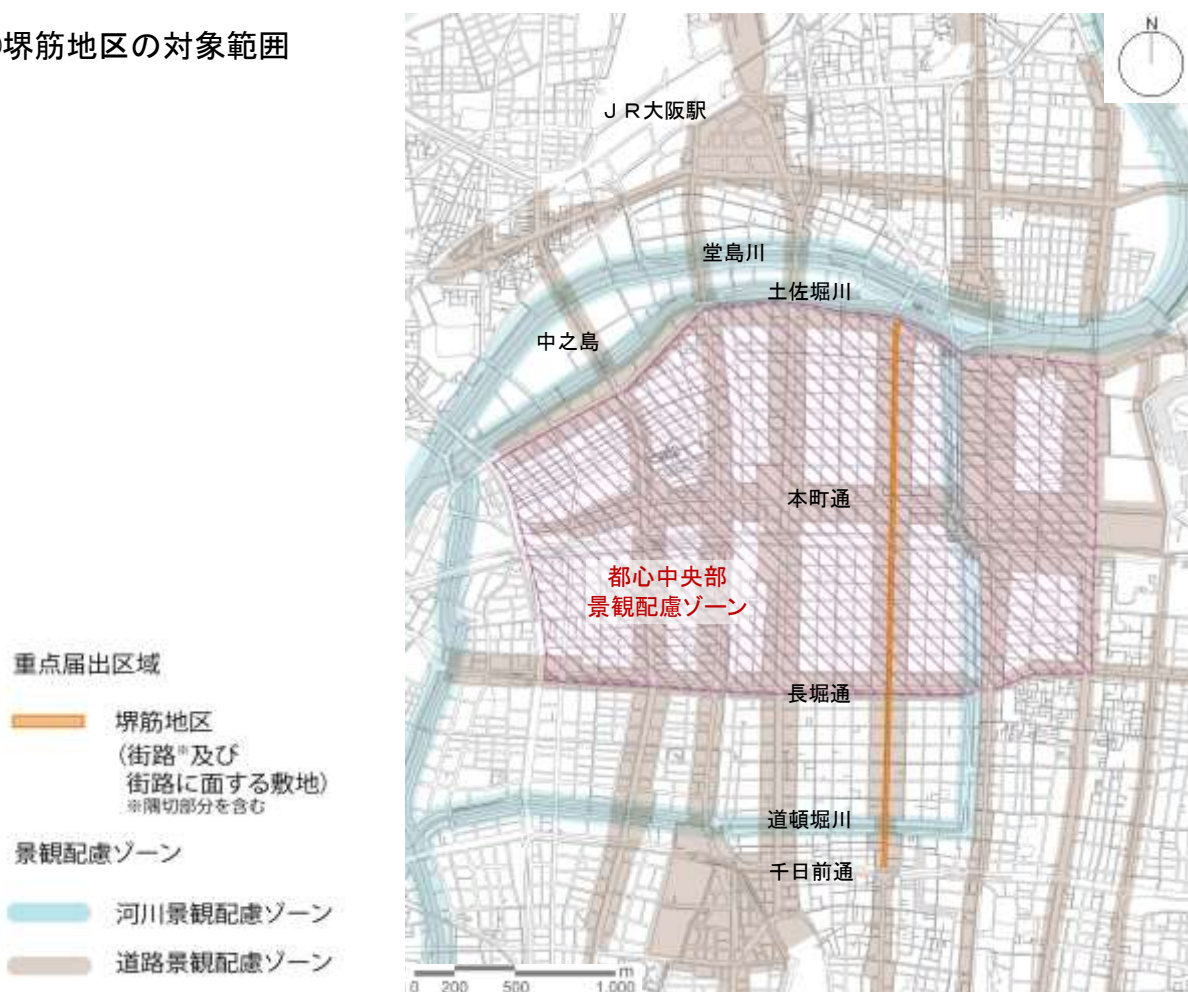 堺筋地区の対象範囲
N
ＪＲ大阪駅
堂島川
土佐堀川
中之島
本町通
都心中央部
景観配慮ゾーン
長堀通
道頓堀川
千日前通
重点届出区域
堺筋地区
（街路※及び
街路に面する敷地）
※隅切部分を含む
景観配慮ゾーン
河川景観配慮ゾーン
道路景観配慮ゾーン
m
0 200 500 1,000